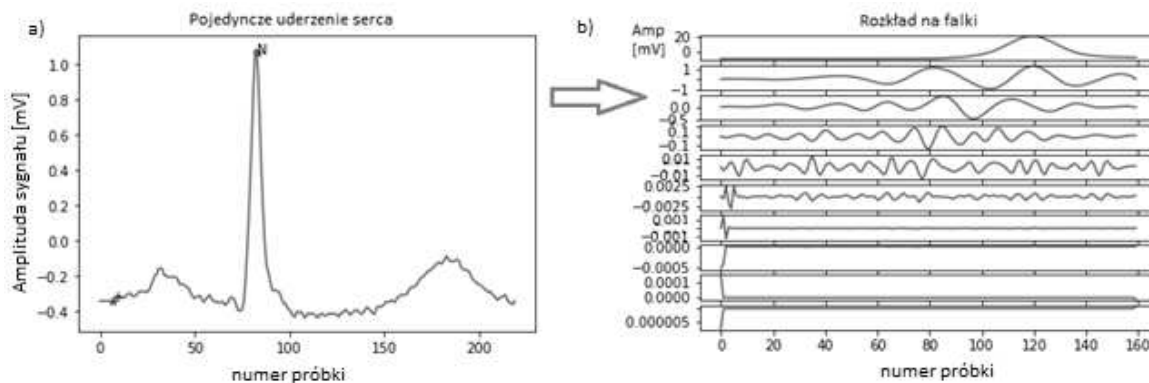 a)
Pojedyncze uderzenie serca
N
Amplituda sygnału [mV]
1.0
0.8
0.6
0.4
0.2
0.0
−0.2
−0.4
0 50 100 150 200
numer próbki
b)
Rozkład na falki
Amp
[mV]
20
0
1
−1
0.0
−0.5
0.1
−0.1
0.01
−0.01
0.0025
−0.0025
0.001
−0.001
0.0000
−0.0005
0.0001
0.0000
0.000005
0 20 40 60 80 100 120 140 160
numer próbki